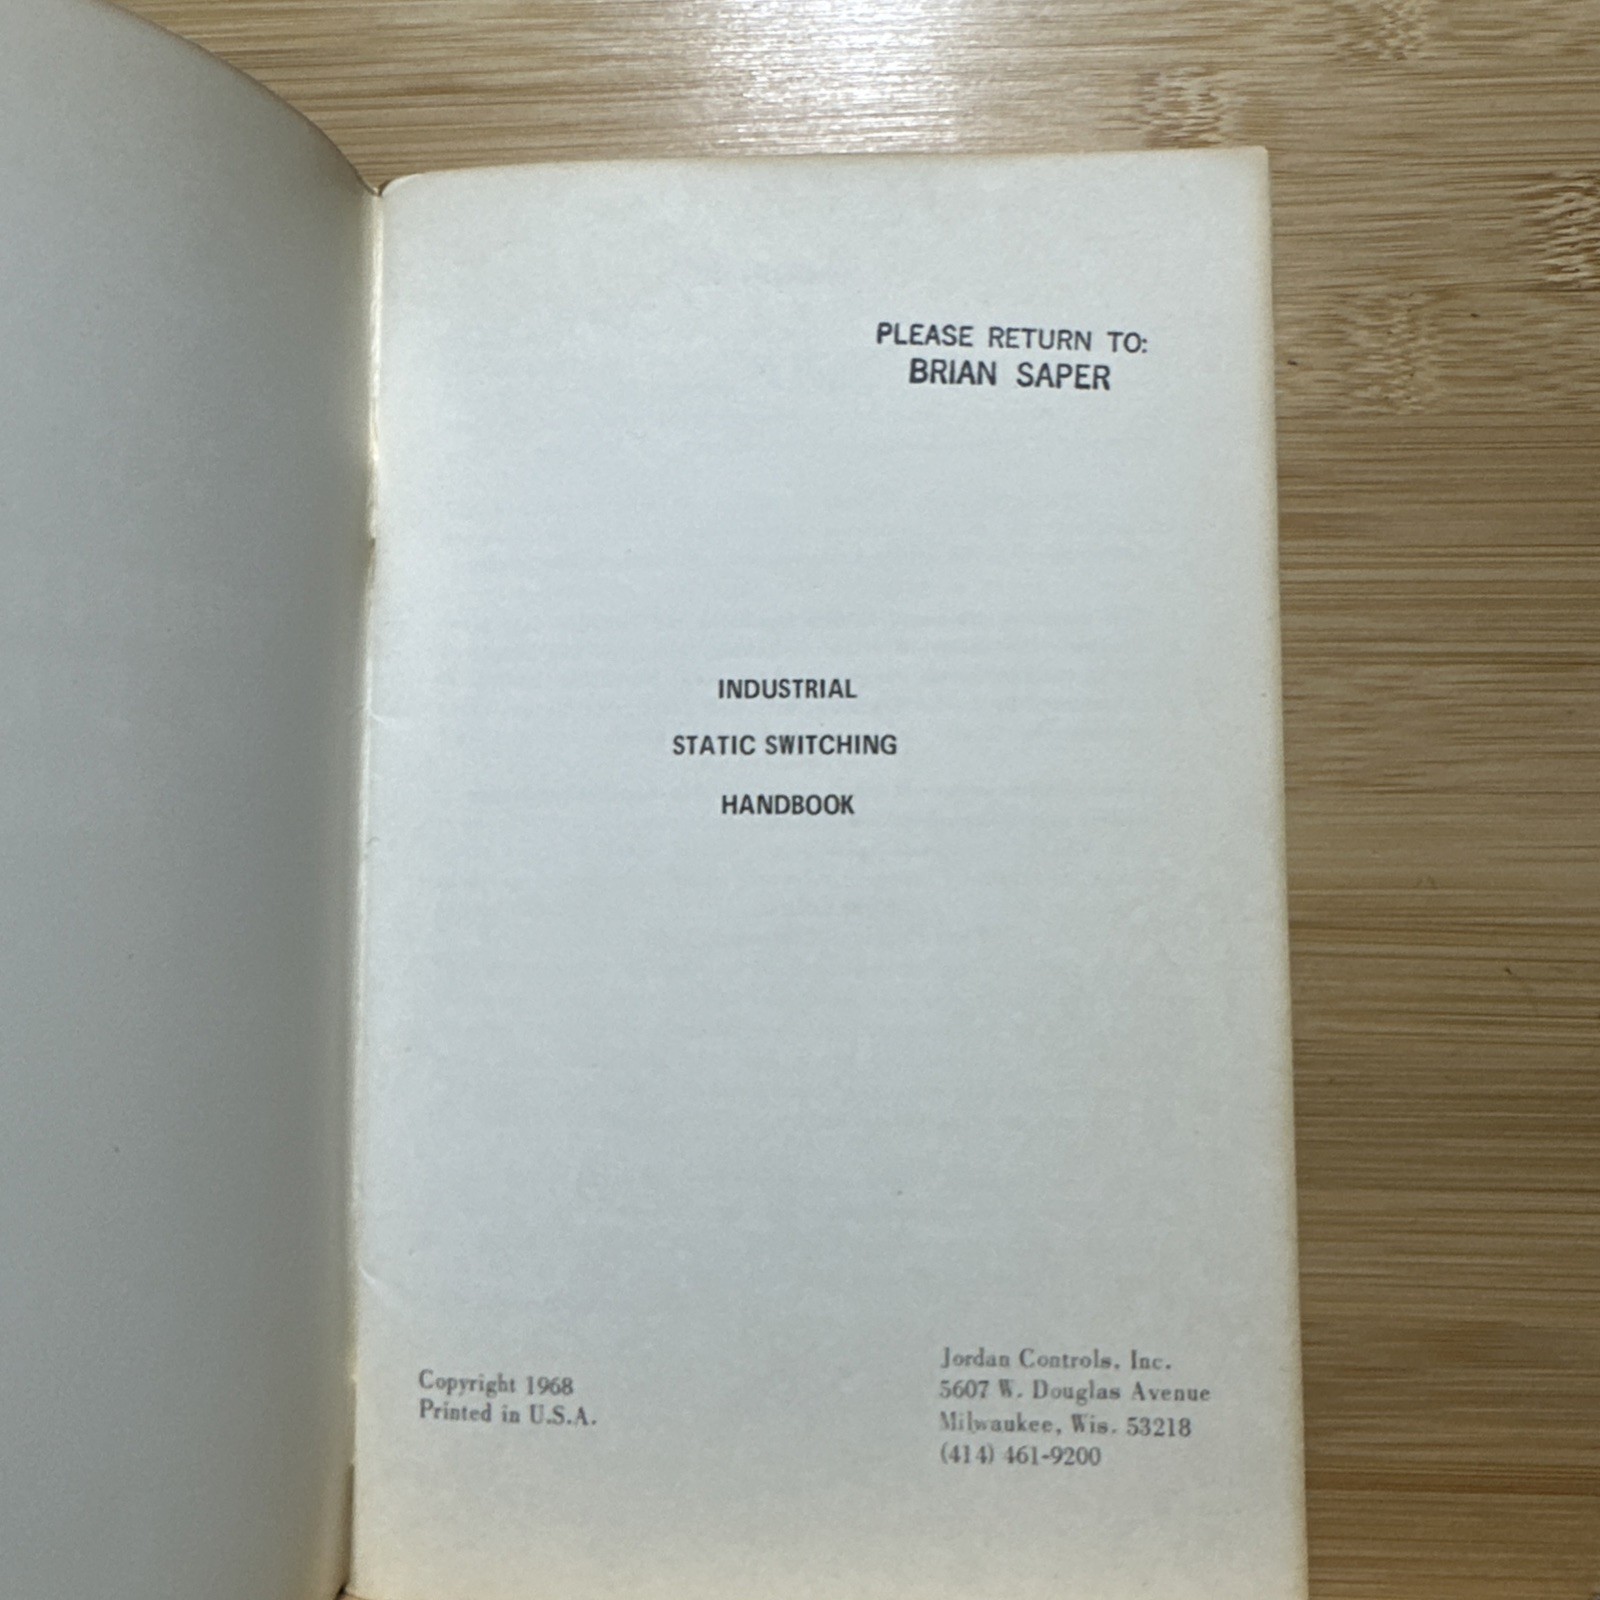 PLEASE RETURN TO:
BRIAN SAPER
INDUSTRIAL
STATIC SWITCHING
HANDBOOK
Copyright 1968
Printed in U.S.A.
Jordan Controls, Inc.
5607 W. Douglas Avenue
Milwaukee, Wis. 53218
(414) 461-9200